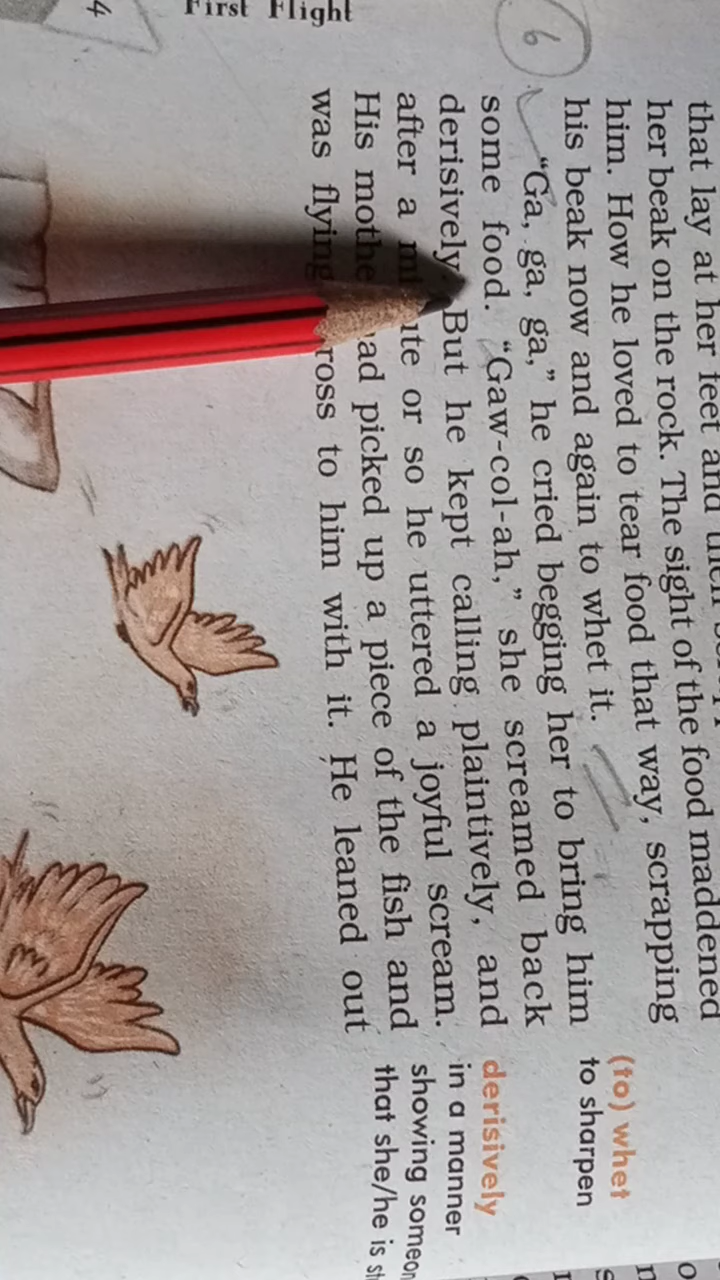 that lay at her feet and then
her beak on the rock. The sight of the food maddened
him. How he loved to tear food that way, scrapping
his beak now and again to whet it.
6
“Ga, ga, ga,” he cried begging her to bring him
some food. “Gaw-col-ah,” she screamed back
derisively. But he kept calling plaintively, and
after a or so he uttered a joyful scream.
His picked up a piece of the fish and
was flying to him with it. He leaned out
(to) whet
to sharpen
derisively
in a manner
showing
that she/he is
4
First Flight